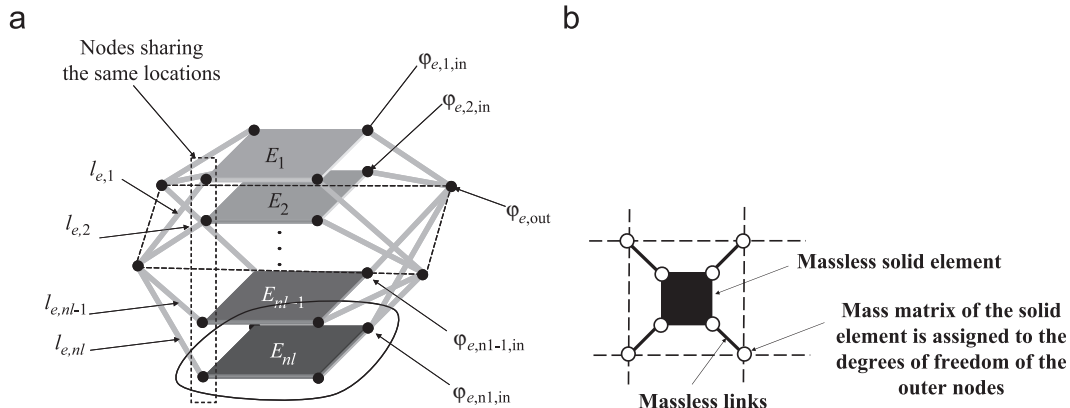 a
Nodes sharing
the same locations
φe,1,in
φe,2,in
E1
le,1
E2
φe,out
le,2
Enl-1
le,nl-1
le,nl
Enl
φe,n1-1,in
φe,n1,in
b
Massless solid element
Mass matrix of the solid
element is assigned to the
degrees of freedom of the
outer nodes
Massless links